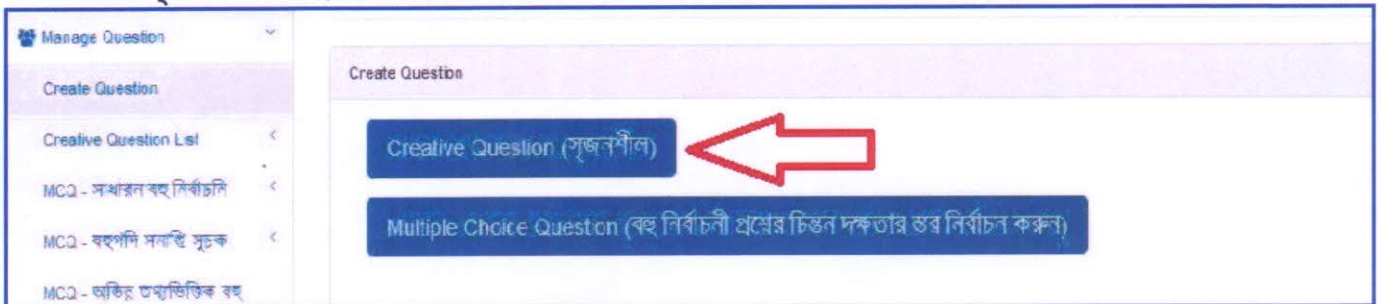 Manage Question
Create Question
Creative Question List
MCQ - সাধারন বহু নির্বাচনি
MCQ - বহুপদি সমাপ্তি সূচক
MCQ - অভিন্ন তথ্যভিত্তিক বহু
Create Question
Creative Question (সৃজনশীল)
Multiple Choice Question (বহু নির্বাচনী প্রশ্নের চিন্তন দক্ষতার স্তর নির্বাচন করুন)